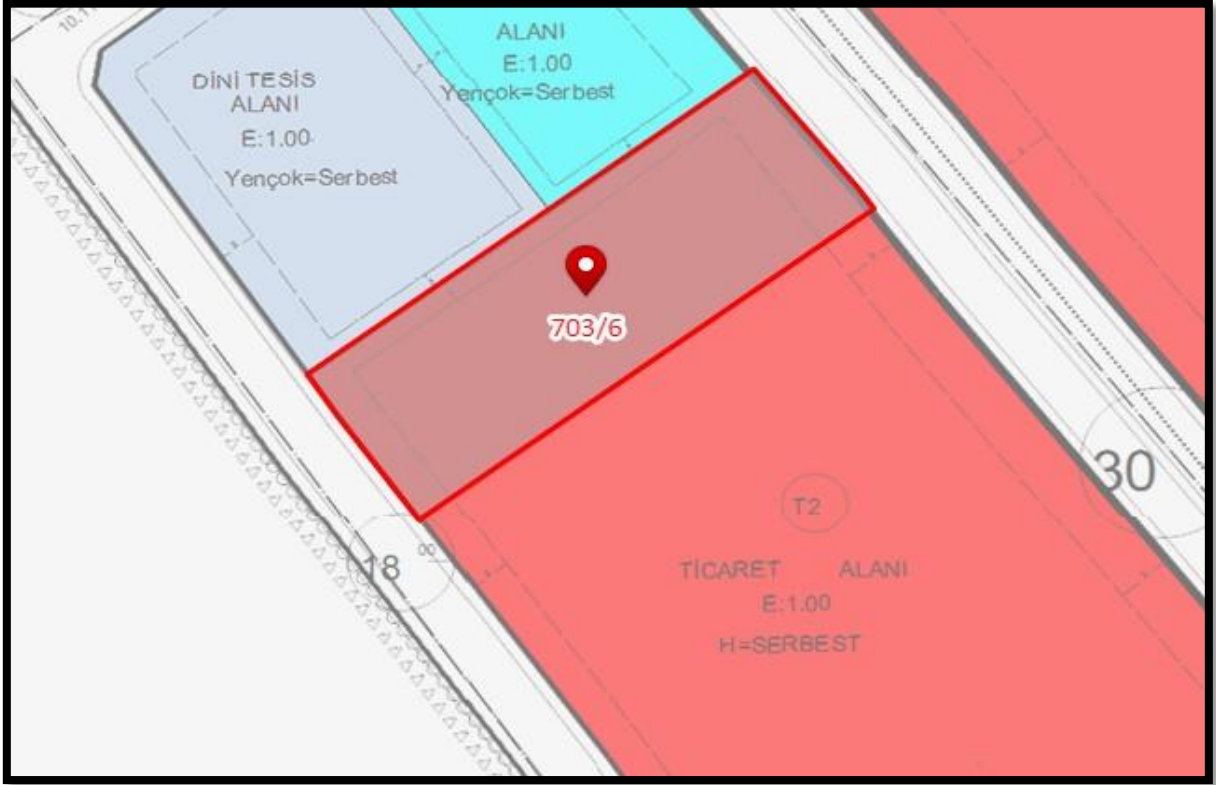 ALANI
E:1.00
Yençok=Serbest
DİNİ TESİS
ALANI
E:1.00
Yençok=Serbest
703/6
30
T2
18 00
TİCARET ALANI
E:1.00
H=SERBEST